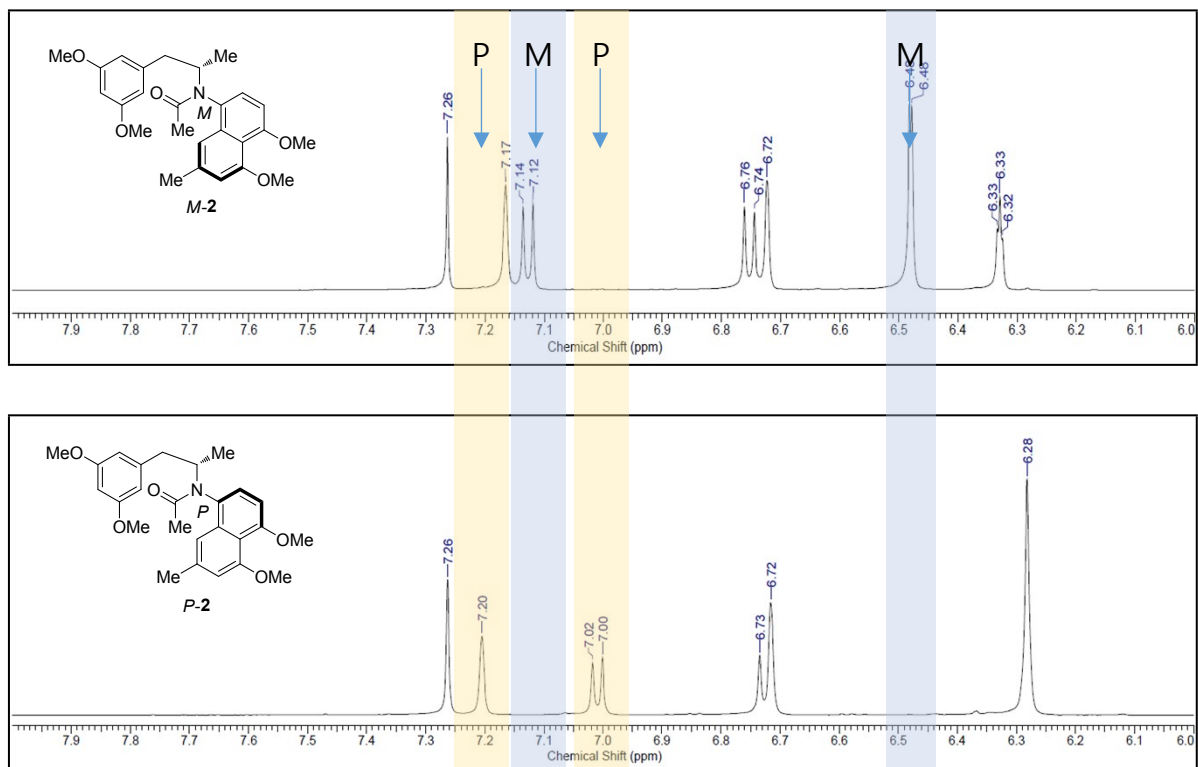 P M P M
MeO
Me
O
N
M
OMe
Me
OMe
Me
OMe
M-2
7.26
7.17
7.14
7.12
6.76
6.74
6.72
6.48
6.48
6.33
6.33
6.32
7.9 7.8 7.7 7.6 7.5 7.4 7.3 7.2 7.1 7.0 6.9 6.8 6.7 6.6 6.5 6.4 6.3 6.2 6.1 6.0
Chemical Shift (ppm)
MeO
Me
O
N
P
OMe
Me
OMe
Me
OMe
P-2
7.26
7.20
7.02
7.00
6.73
6.72
6.28
7.9 7.8 7.7 7.6 7.5 7.4 7.3 7.2 7.1 7.0 6.9 6.8 6.7 6.6 6.5 6.4 6.3 6.2 6.1 6.0
Chemical Shift (ppm)